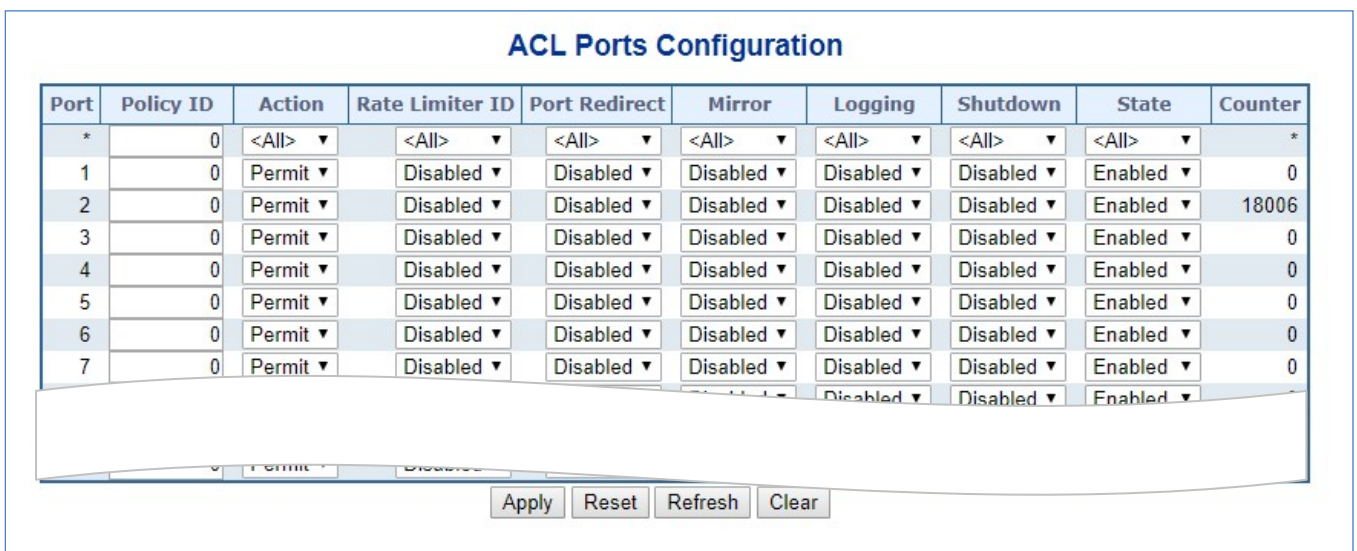 ACL Ports Configuration
Port Policy ID Action Rate Limiter ID Port Redirect Mirror Logging Shutdown State Counter
* 0 <All> <All> <All> <All> <All> <All> <All> *
1 0 Permit Disabled Disabled Disabled Disabled Disabled Enabled 0
2 0 Permit Disabled Disabled Disabled Disabled Disabled Enabled 18006
3 0 Permit Disabled Disabled Disabled Disabled Disabled Enabled 0
4 0 Permit Disabled Disabled Disabled Disabled Disabled Enabled 0
5 0 Permit Disabled Disabled Disabled Disabled Disabled Enabled 0
6 0 Permit Disabled Disabled Disabled Disabled Disabled Enabled 0
7 0 Permit Disabled Disabled Disabled Disabled Disabled Enabled 0
Disabled Disabled Enabled
Permit
Apply Reset Refresh Clear